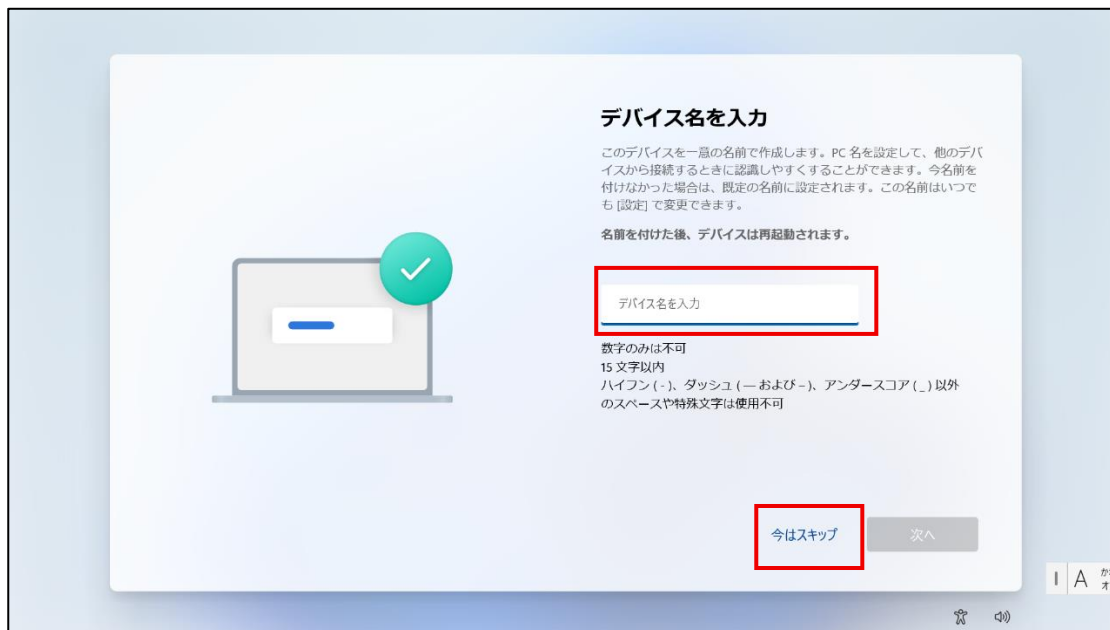 デバイス名を入力
このデバイスを一意の名前で作成します。PC 名を設定して、他のデバ
イスから接続するときに認識しやすくすることができます。今名前を
付けなかった場合は、既定の名前に設定されます。この名前はいつで
も [設定] で変更できます。
名前を付けた後、デバイスは再起動されます。
デバイス名を入力
数字のみは不可
15 文字以内
ハイフン ( - )、ダッシュ ( — および – )、アンダースコア ( _ ) 以外
のスペースや特殊文字は使用不可
今はスキップ
次へ
A